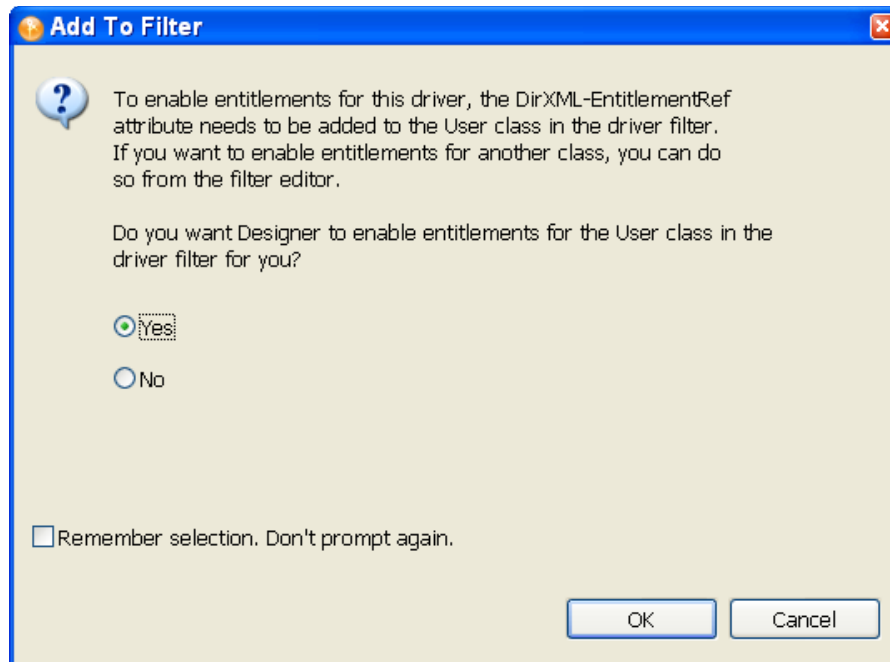 Add To Filter
To enable entitlements for this driver, the DirXML-EntitlementRef
attribute needs to be added to the User class in the driver filter.
If you want to enable entitlements for another class, you can do
so from the filter editor.
Do you want Designer to enable entitlements for the User class in the
driver filter for you?
Yes
No
Remember selection. Don't prompt again.
OK Cancel